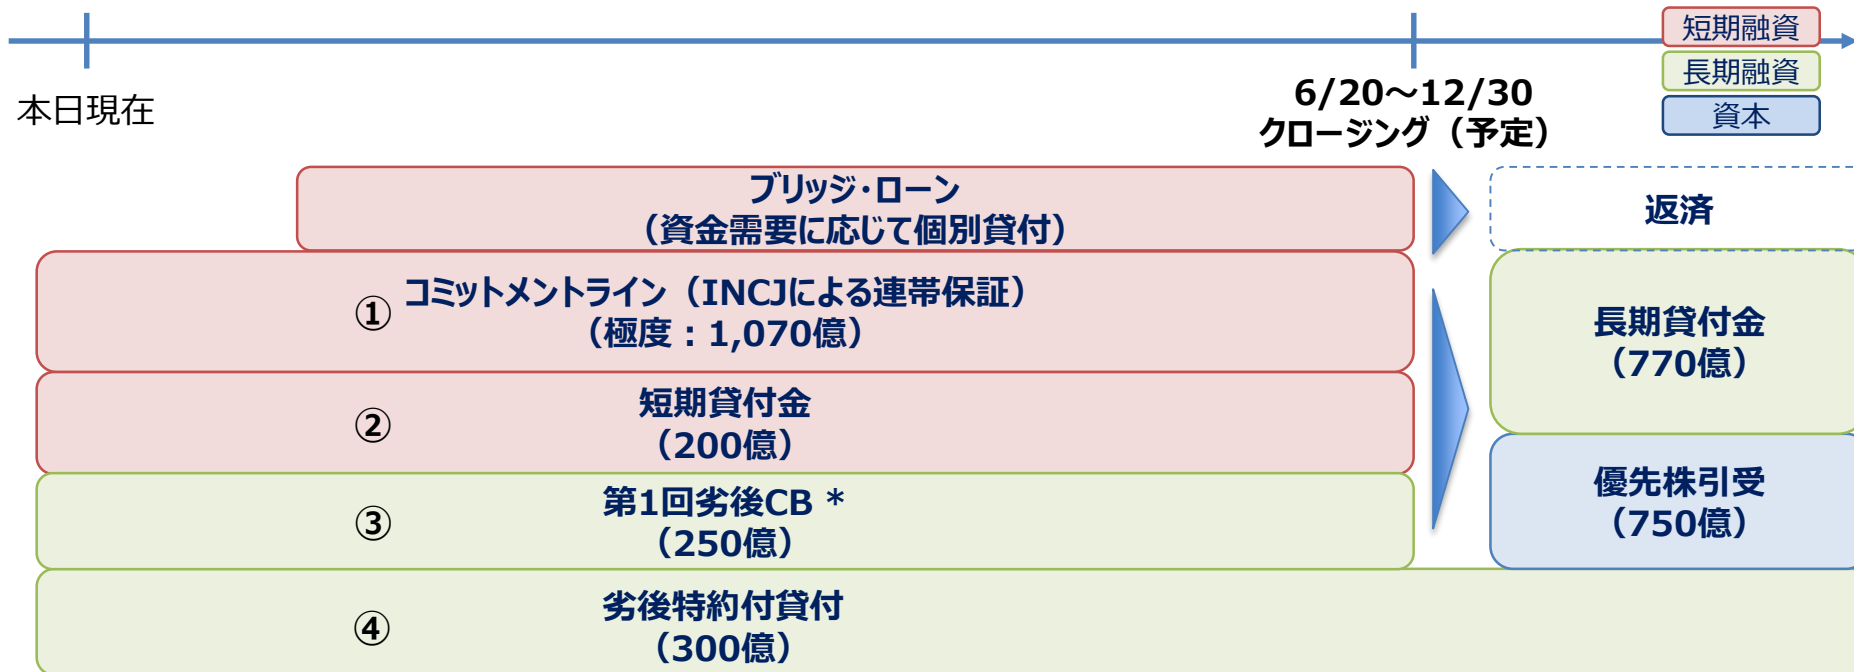 短期融資
長期融資
資本
本日現在
6/20～12/30
クロージング（予定）
ブリッジ・ローン
（資金需要に応じて個別貸付）
返済
① コミットメントライン（INCJによる連帯保証）
（極度：1,070億）
長期貸付金
（770億）
② 短期貸付金
（200億）
優先株引受
（750億）
③ 第1回劣後CB *
（250億）
④ 劣後特約付貸付
（300億）